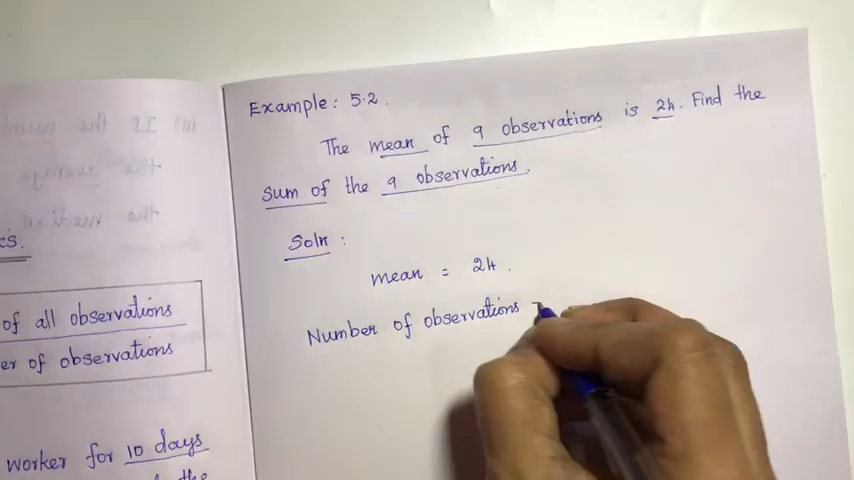 Example: 5.2.
The mean of 9 observations is 24. Find the
sum of the 9 observations.
Soln :
mean = 24.
Number of observations
of all observations
er of observations
worker for 10 days